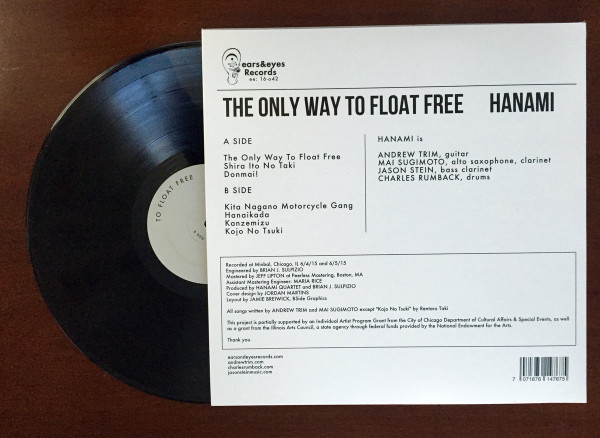 ears&eyes
Records
ee: 16-042
THE ONLY WAY TO FLOAT FREE HANAMI
A SIDE
The Only Way To Float Free
Shira Ito No Taki
Donmai!
B SIDE
Kita Nagano Motorcycle Gang
Hanaikada
Kanzemizu
Kojo No Tsuki
HANAMI is
ANDREW TRIM, guitar
MAI SUGIMOTO, alto saxophone, clarinet
JASON STEIN, bass clarinet
CHARLES RUMBACK, drums
TO FLOAT FREE
Recorded at Minbal, Chicago, IL 6/4/15 and 6/5/15
Engineered by BRIAN J. SULPIZIO
Mastered by JEFF LIPTON at Peerless Mastering, Boston, MA
Assistant Mastering Engineer: MARIA RICE
Produced by HANAMI QUARTET and BRIAN J. SULPIZIO
Cover design by JORDAN MARTINS
Layout by JAMIE BREIWICK, BSide Graphics
All songs written by ANDREW TRIM and MAI SUGIMOTO except "Kojo No Tsuki" by Rentaro Taki
This project is partially supported by an Individual Artist Program Grant from the City of Chicago Department of Cultural Affairs & Special Events, as well
as a grant from the Illinois Arts Council, a state agency through federal funds provided by the National Endowment for the Arts.
Thank you.
earsandeyesrecords.com
andrewtrim.com
charlesrumback.com
jasonsteinmusic.com
7 071876 147675